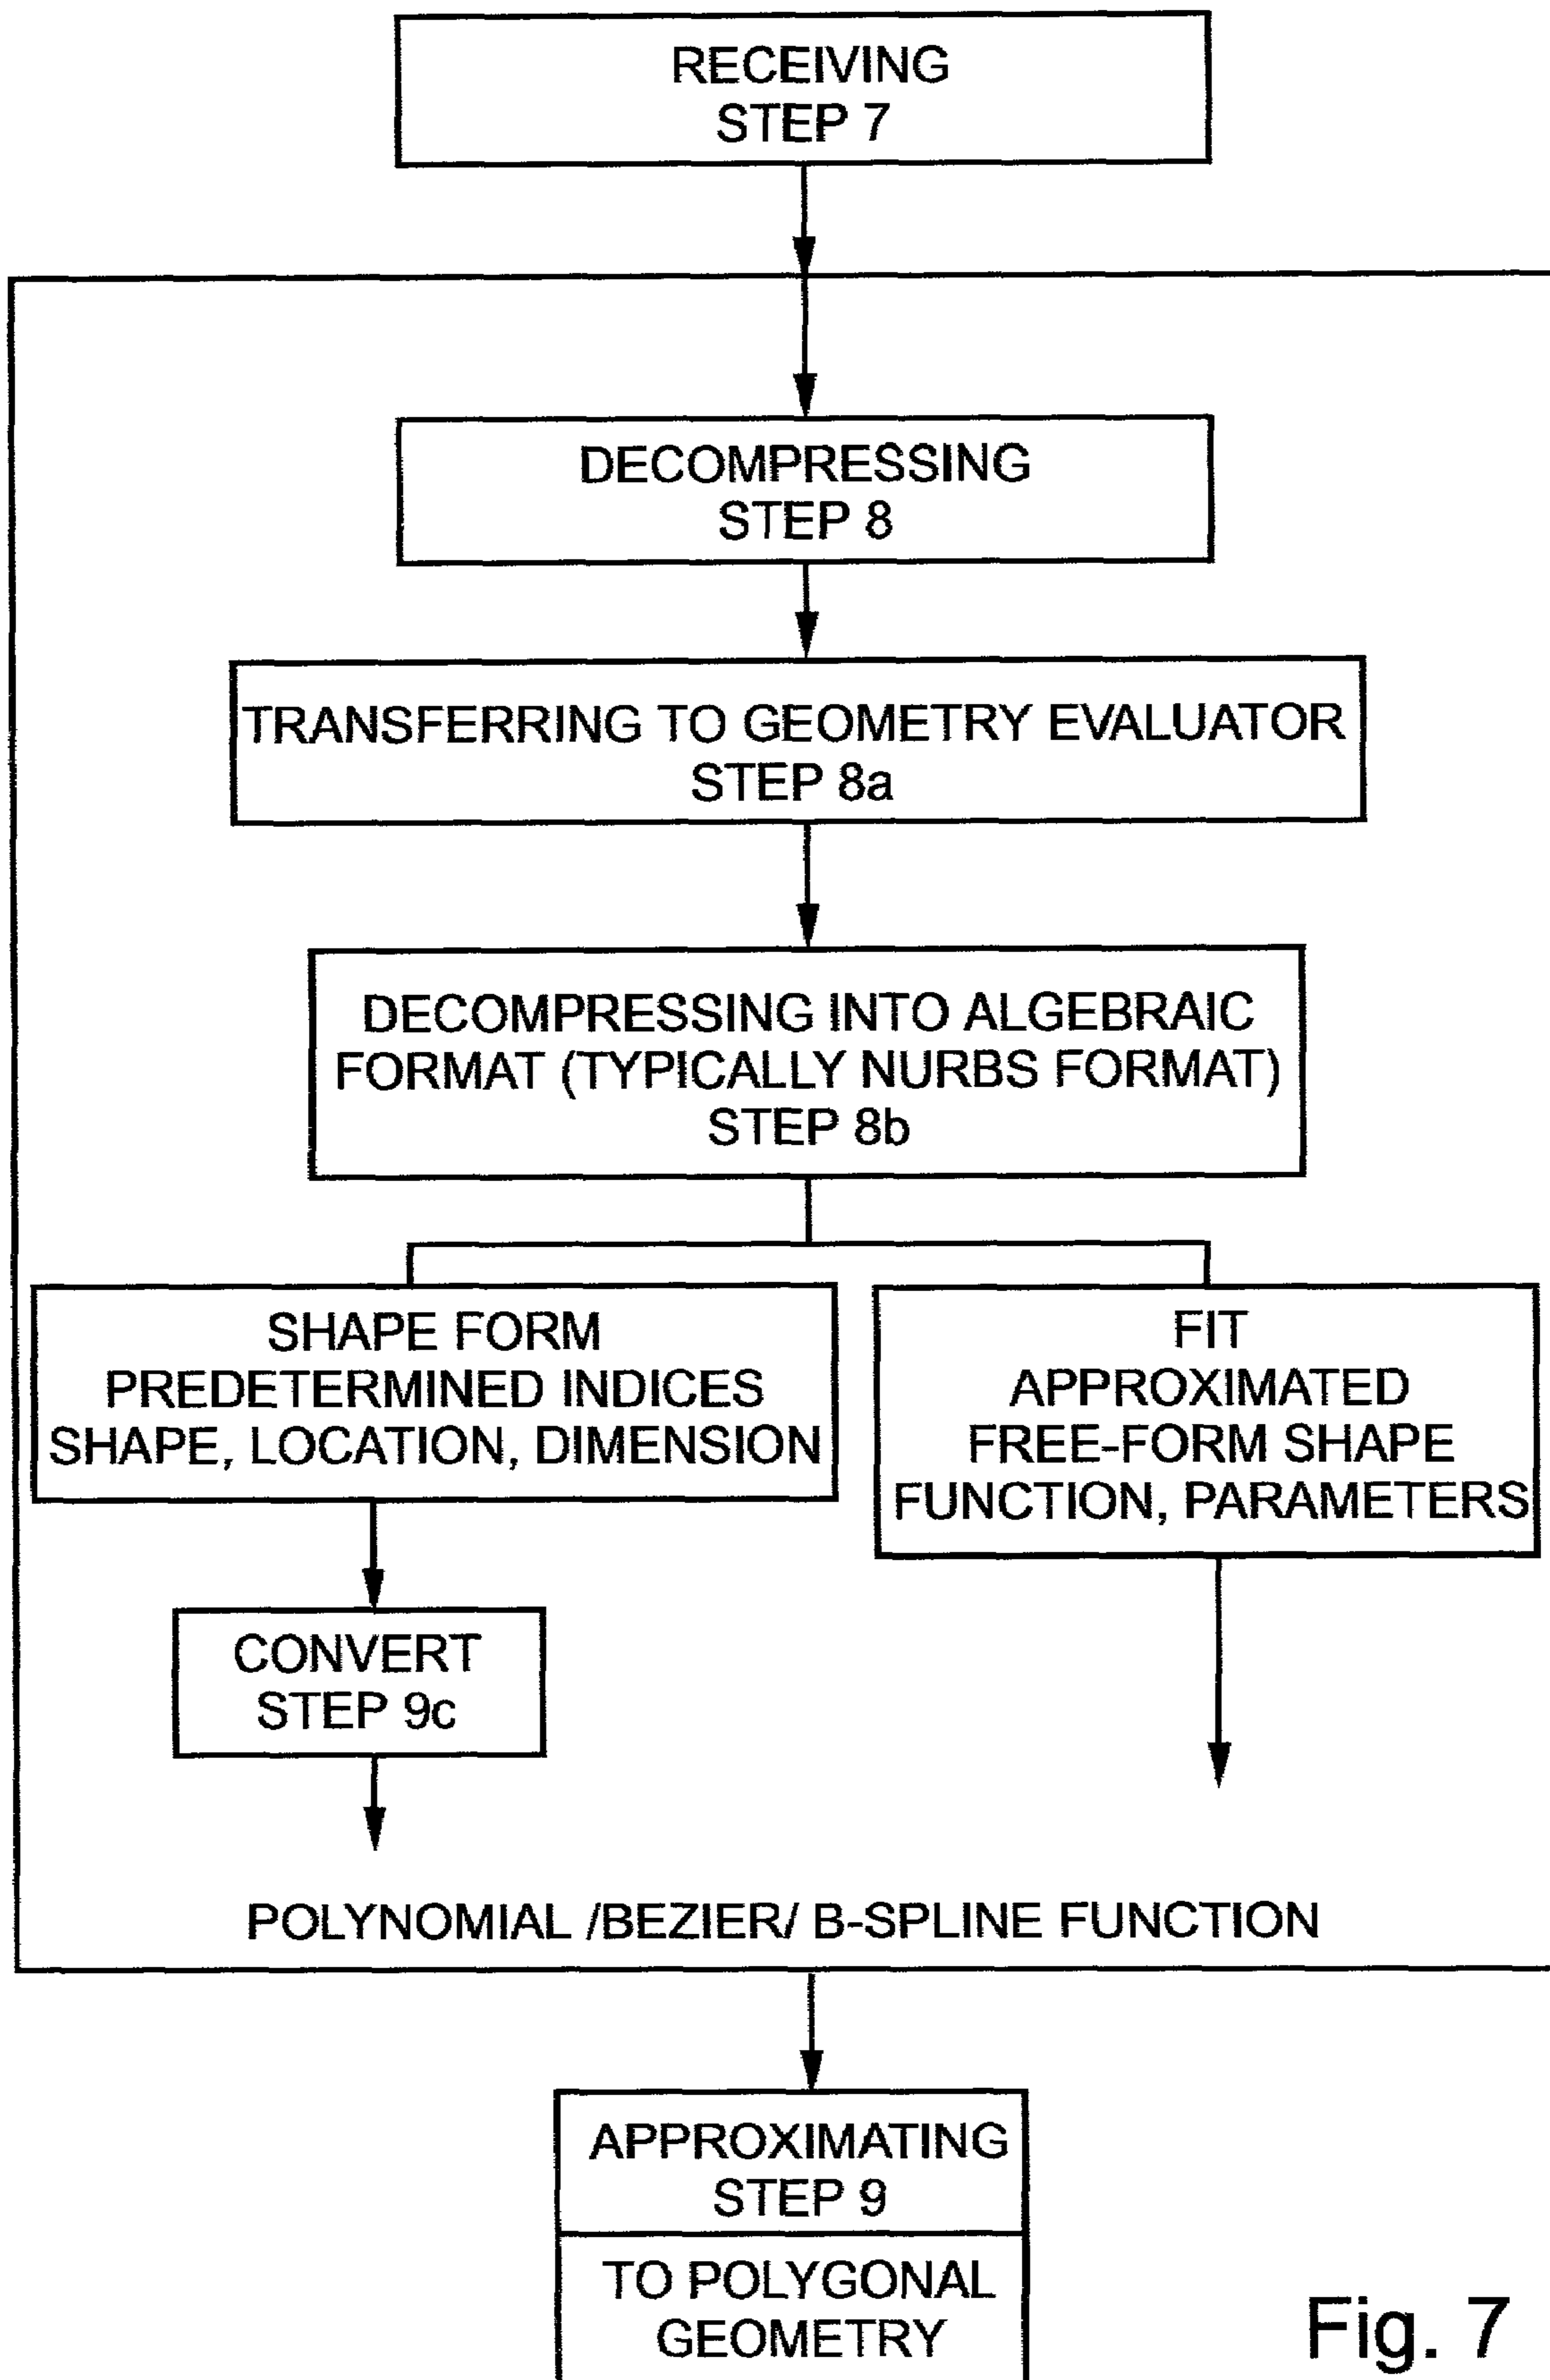 RECEIVING
STEP 7
DECOMPRESSING
STEP 8
TRANSFERRING TO GEOMETRY EVALUATOR
STEP 8a
DECOMPRESSING INTO ALGEBRAIC
FORMAT (TYPICALLY NURBS FORMAT)
STEP 8b
SHAPE FORM
PREDETERMINED INDICES
SHAPE, LOCATION, DIMENSION
FIT
APPROXIMATED
FREE-FORM SHAPE
FUNCTION, PARAMETERS
CONVERT
STEP 9c
POLYNOMIAL /BEZIER/ B-SPLINE FUNCTION
APPROXIMATING
STEP 9
TO POLYGONAL
GEOMETRY
Fig. 7